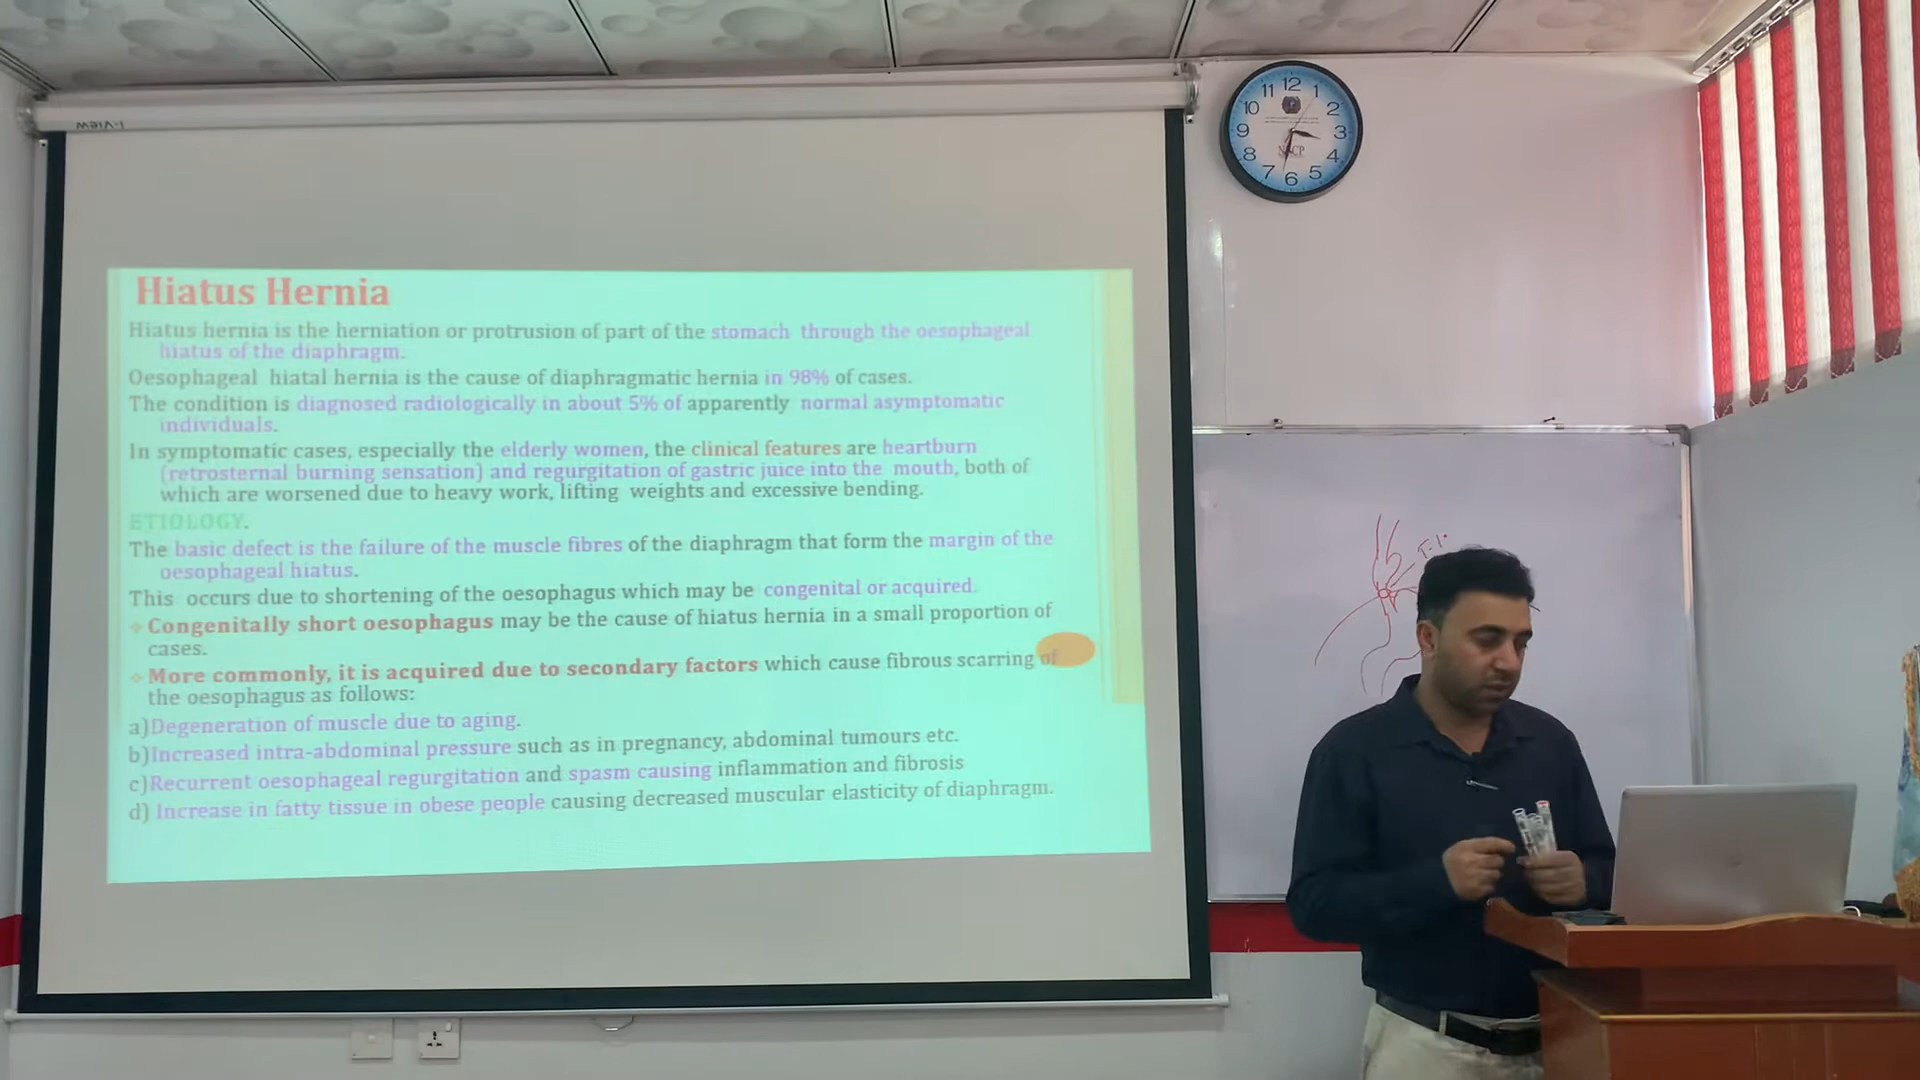 I-VIEW
Hiatus Hernia
Hiatus hernia is the herniation or protrusion of part of the stomach through the oesophageal
hiatus of the diaphragm.
Oesophageal hiatal hernia is the cause of diaphragmatic hernia in 98% of cases.
The condition is diagnosed radiologically in about 5% of apparently normal asymptomatic
individuals.
In symptomatic cases, especially the elderly women, the clinical features are heartburn
(retrosternal burning sensation) and regurgitation of gastric juice into the mouth, both of
which are worsened due to heavy work, lifting weights and excessive bending.
ETIOLOGY.
The basic defect is the failure of the muscle fibres of the diaphragm that form the margin of the
oesophageal hiatus.
This occurs due to shortening of the oesophagus which may be congenital or acquired.
Congenitally short oesophagus may be the cause of hiatus hernia in a small proportion of
cases.
More commonly, it is acquired due to secondary factors which cause fibrous scarring of
the oesophagus as follows:
a)Degeneration of muscle due to aging.
b)Increased intra-abdominal pressure such as in pregnancy, abdominal tumours etc.
c)Recurrent oesophageal regurgitation and spasm causing inflammation and fibrosis
d) Increase in fatty tissue in obese people causing decreased muscular elasticity of diaphragm.
12
11 1
10 2
9 3
8 4
7 5
6